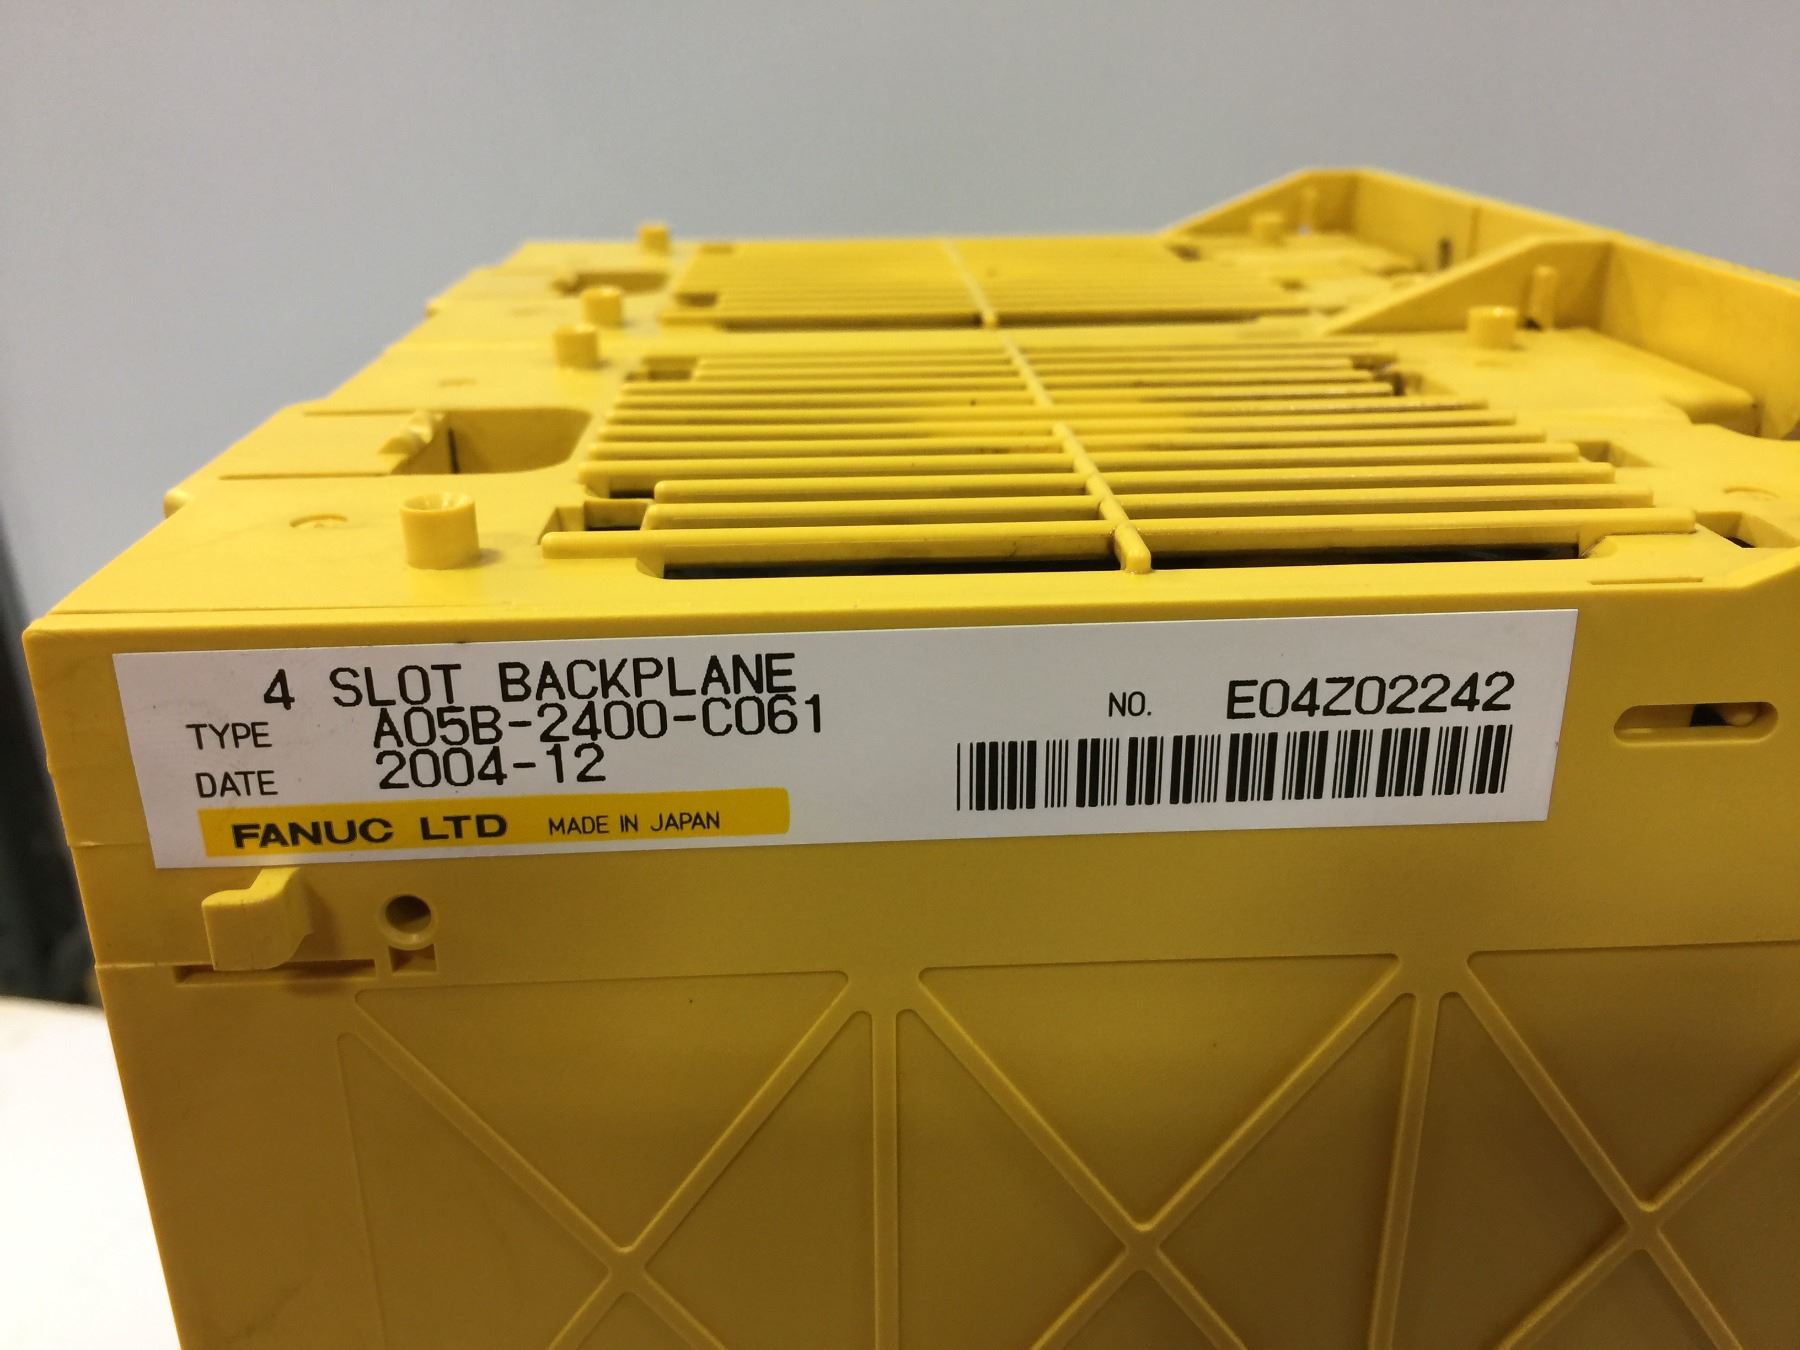 4 SLOT BACKPLANE
TYPE A05B-2400-C061
DATE 2004-12
FANUC LTD MADE IN JAPAN
NO. E04Z02242